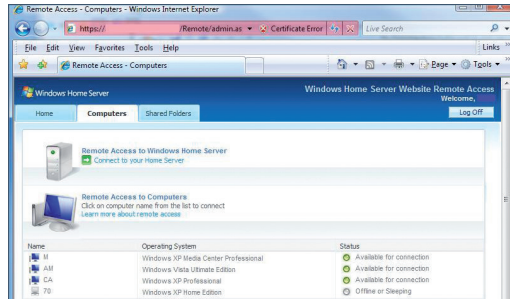 Remote Access - Computers - Windows Internet Explorer
https:// /Remote/admin.as Certificate Error Live Search
File Edit View Favorites Tools Help Links
Remote Access - Computers Page Tools
Windows Home Server Windows Home Server Website Remote Access
Welcome,
Home Computers Shared Folders Log Off
Remote Access to Windows Home Server
Connect to your Home Server
Remote Access to Computers
Click on computer name from the list to connect
Learn more about remote access
Name Operating System Status
M Windows XP Media Center Professional Available for connection
AM Windows Vista Ultimate Edition Available for connection
CA Windows XP Professional Available for connection
70 Windows XP Home Edition Offline or Sleeping